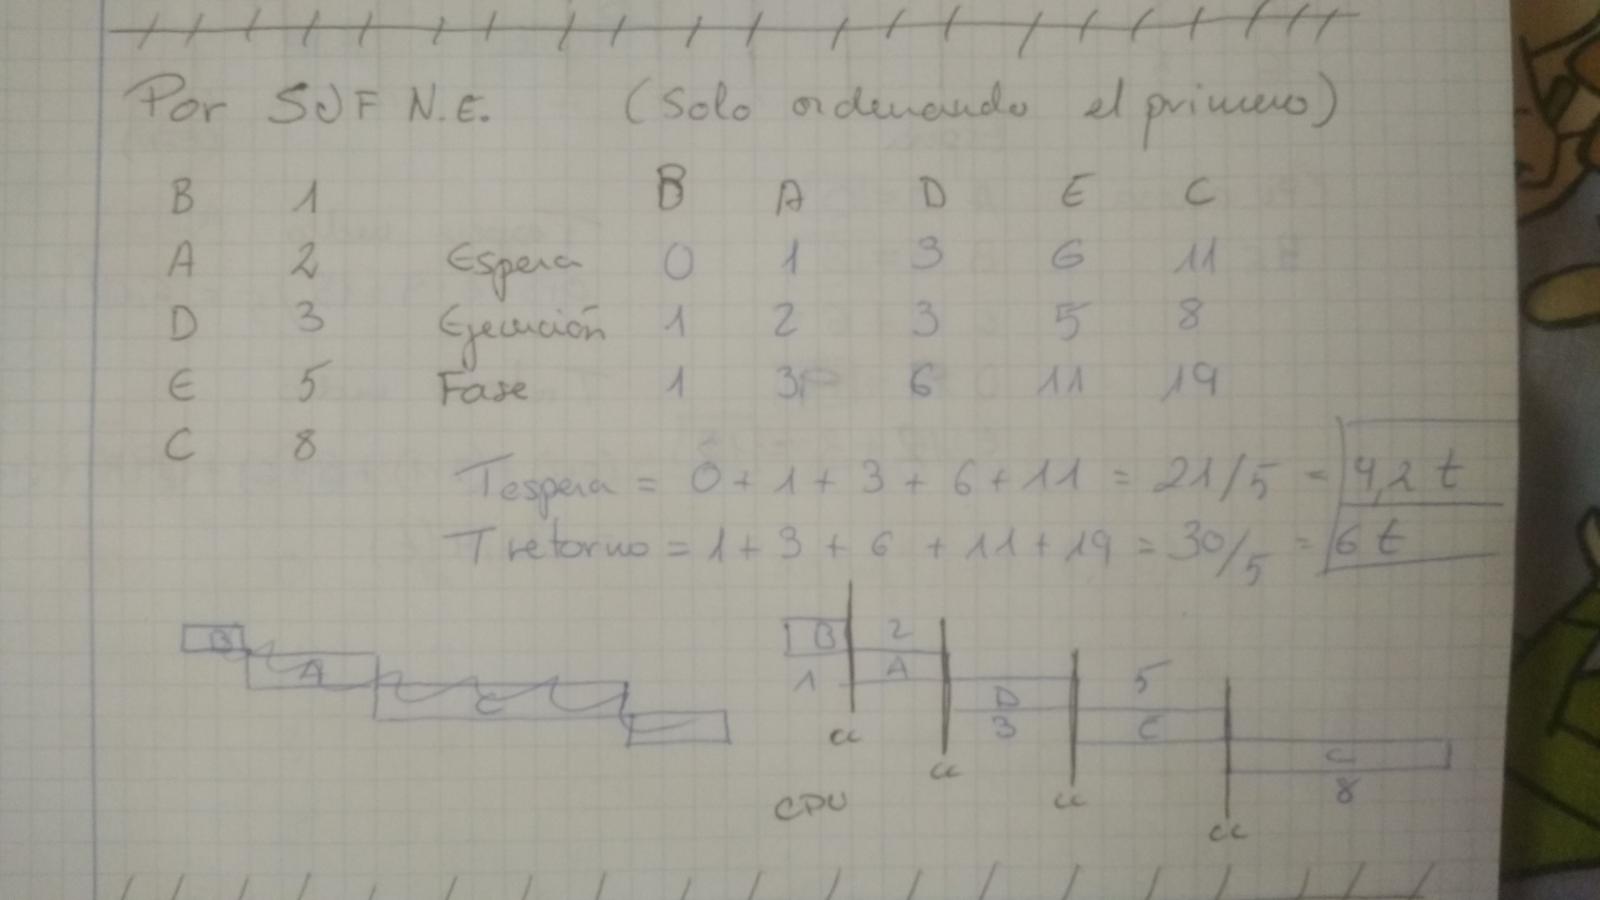 Por SJF N.E. (Solo ordenando el primero)
B 1 B A D E C
A 2 Espera 0 1 3 6 11
D 3 Ejecución 1 2 3 5 8
E 5 Fase 1 3 6 11 19
C 8
T espera = 0 + 1 + 3 + 6 + 11 = 21/5 = 4,2 t
T retorno = 1 + 3 + 6 + 11 + 19 = 30/5 = 6 t
B B 2
A 1 A 5
C D E
3 C
cc cc cc cc 8
CPU